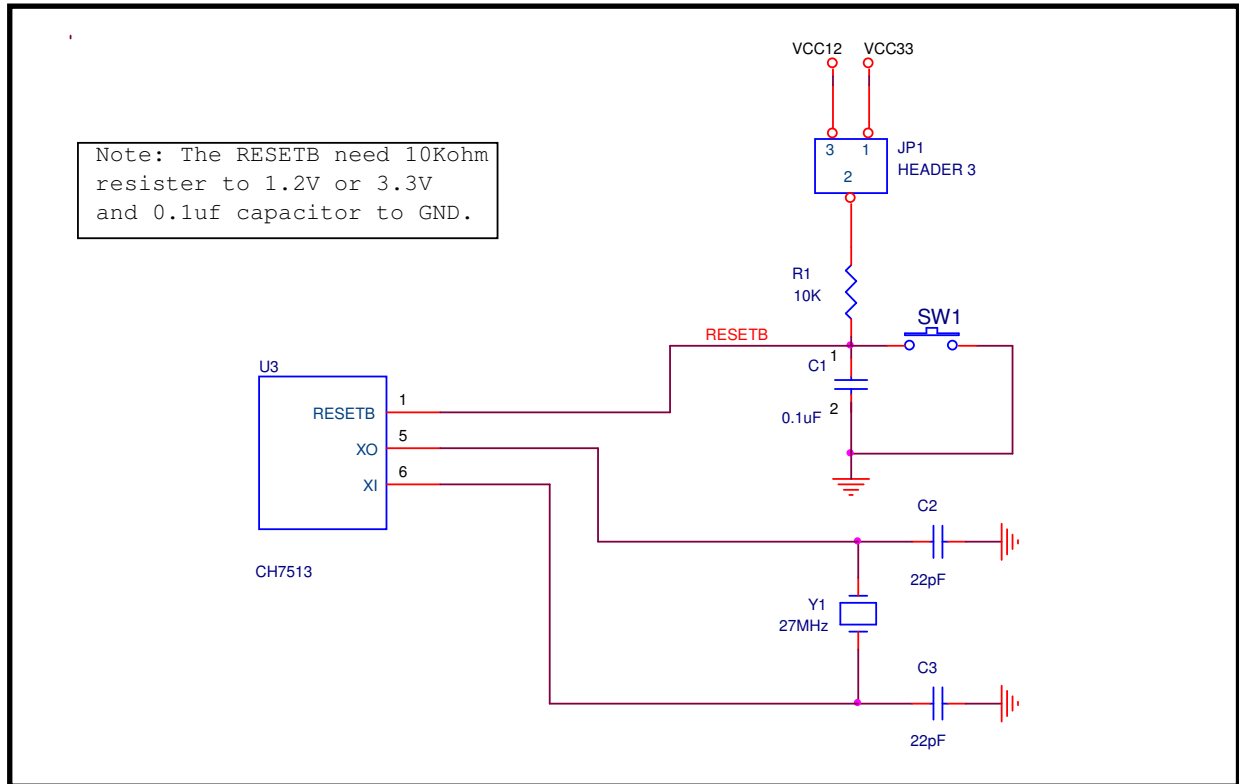 VCC12 VCC33
Note: The RESETB need 10Kohm
resister to 1.2V or 3.3V
and 0.1uf capacitor to GND.
3 1
2
JP1
HEADER 3
R1
10K
SW1
RESETB
1
C1
0.1uF
2
U3
RESETB 1
XO 5
XI 6
CH7513
C2
22pF
Y1
27MHz
C3
22pF